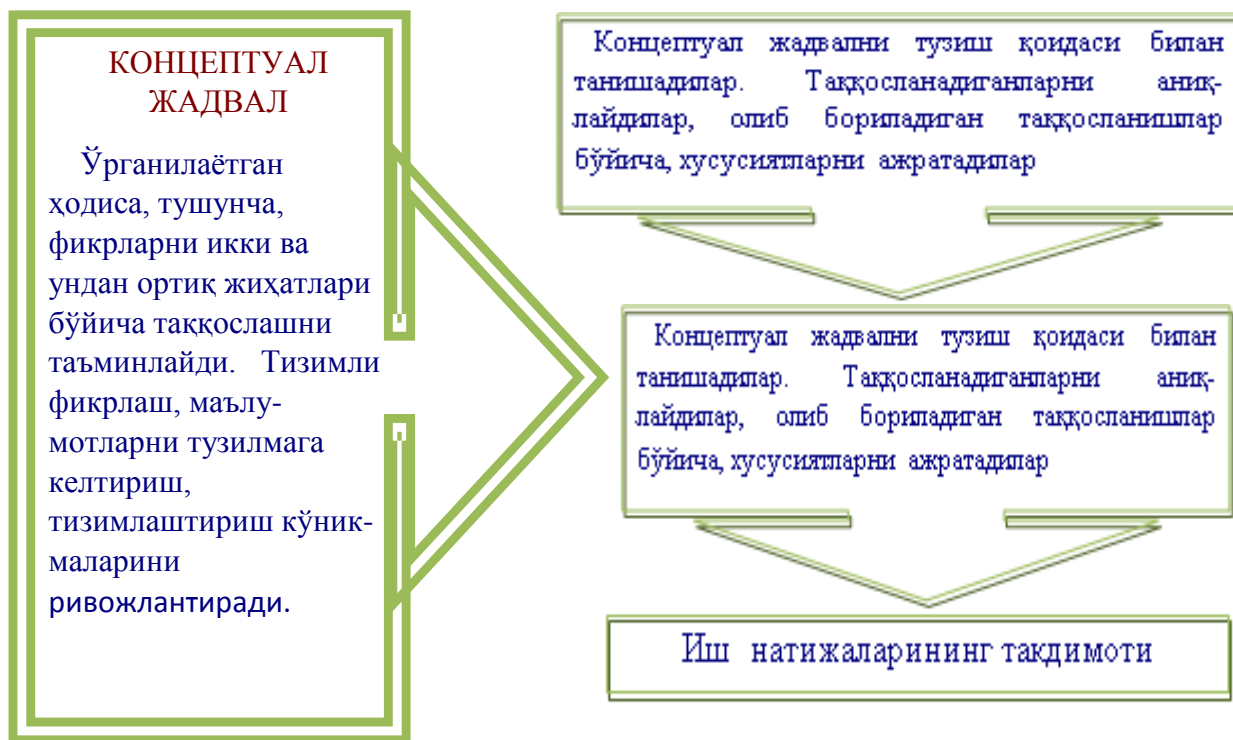 КОНЦЕПТУАЛ
ЖАДВАЛ
Ўрганилаётган
ҳодиса, тушунча,
фикрларни икки ва
ундан ортиқ жиҳатлари
бўйича таққослашни
таъминлайди. Тизимли
фикрлаш, маълу-
мотларни тузилмага
келтириш,
тизимлаштириш кўник-
маларини
ривожлантиради.
Концептуал жадвални тузиш қоидаси билан
танишадилар. Таққосланадиганларни аниқ-
лайдилар, олиб бориладиган таққосланишлар
бўйича, хусусиятларни ажратадилар
Концептуал жадвални тузиш қоидаси билан
танишадилар. Таққосланадиганларни аниқ-
лайдилар, олиб бориладиган таққосланишлар
бўйича, хусусиятларни ажратадилар
Иш натижаларининг тақдимоти